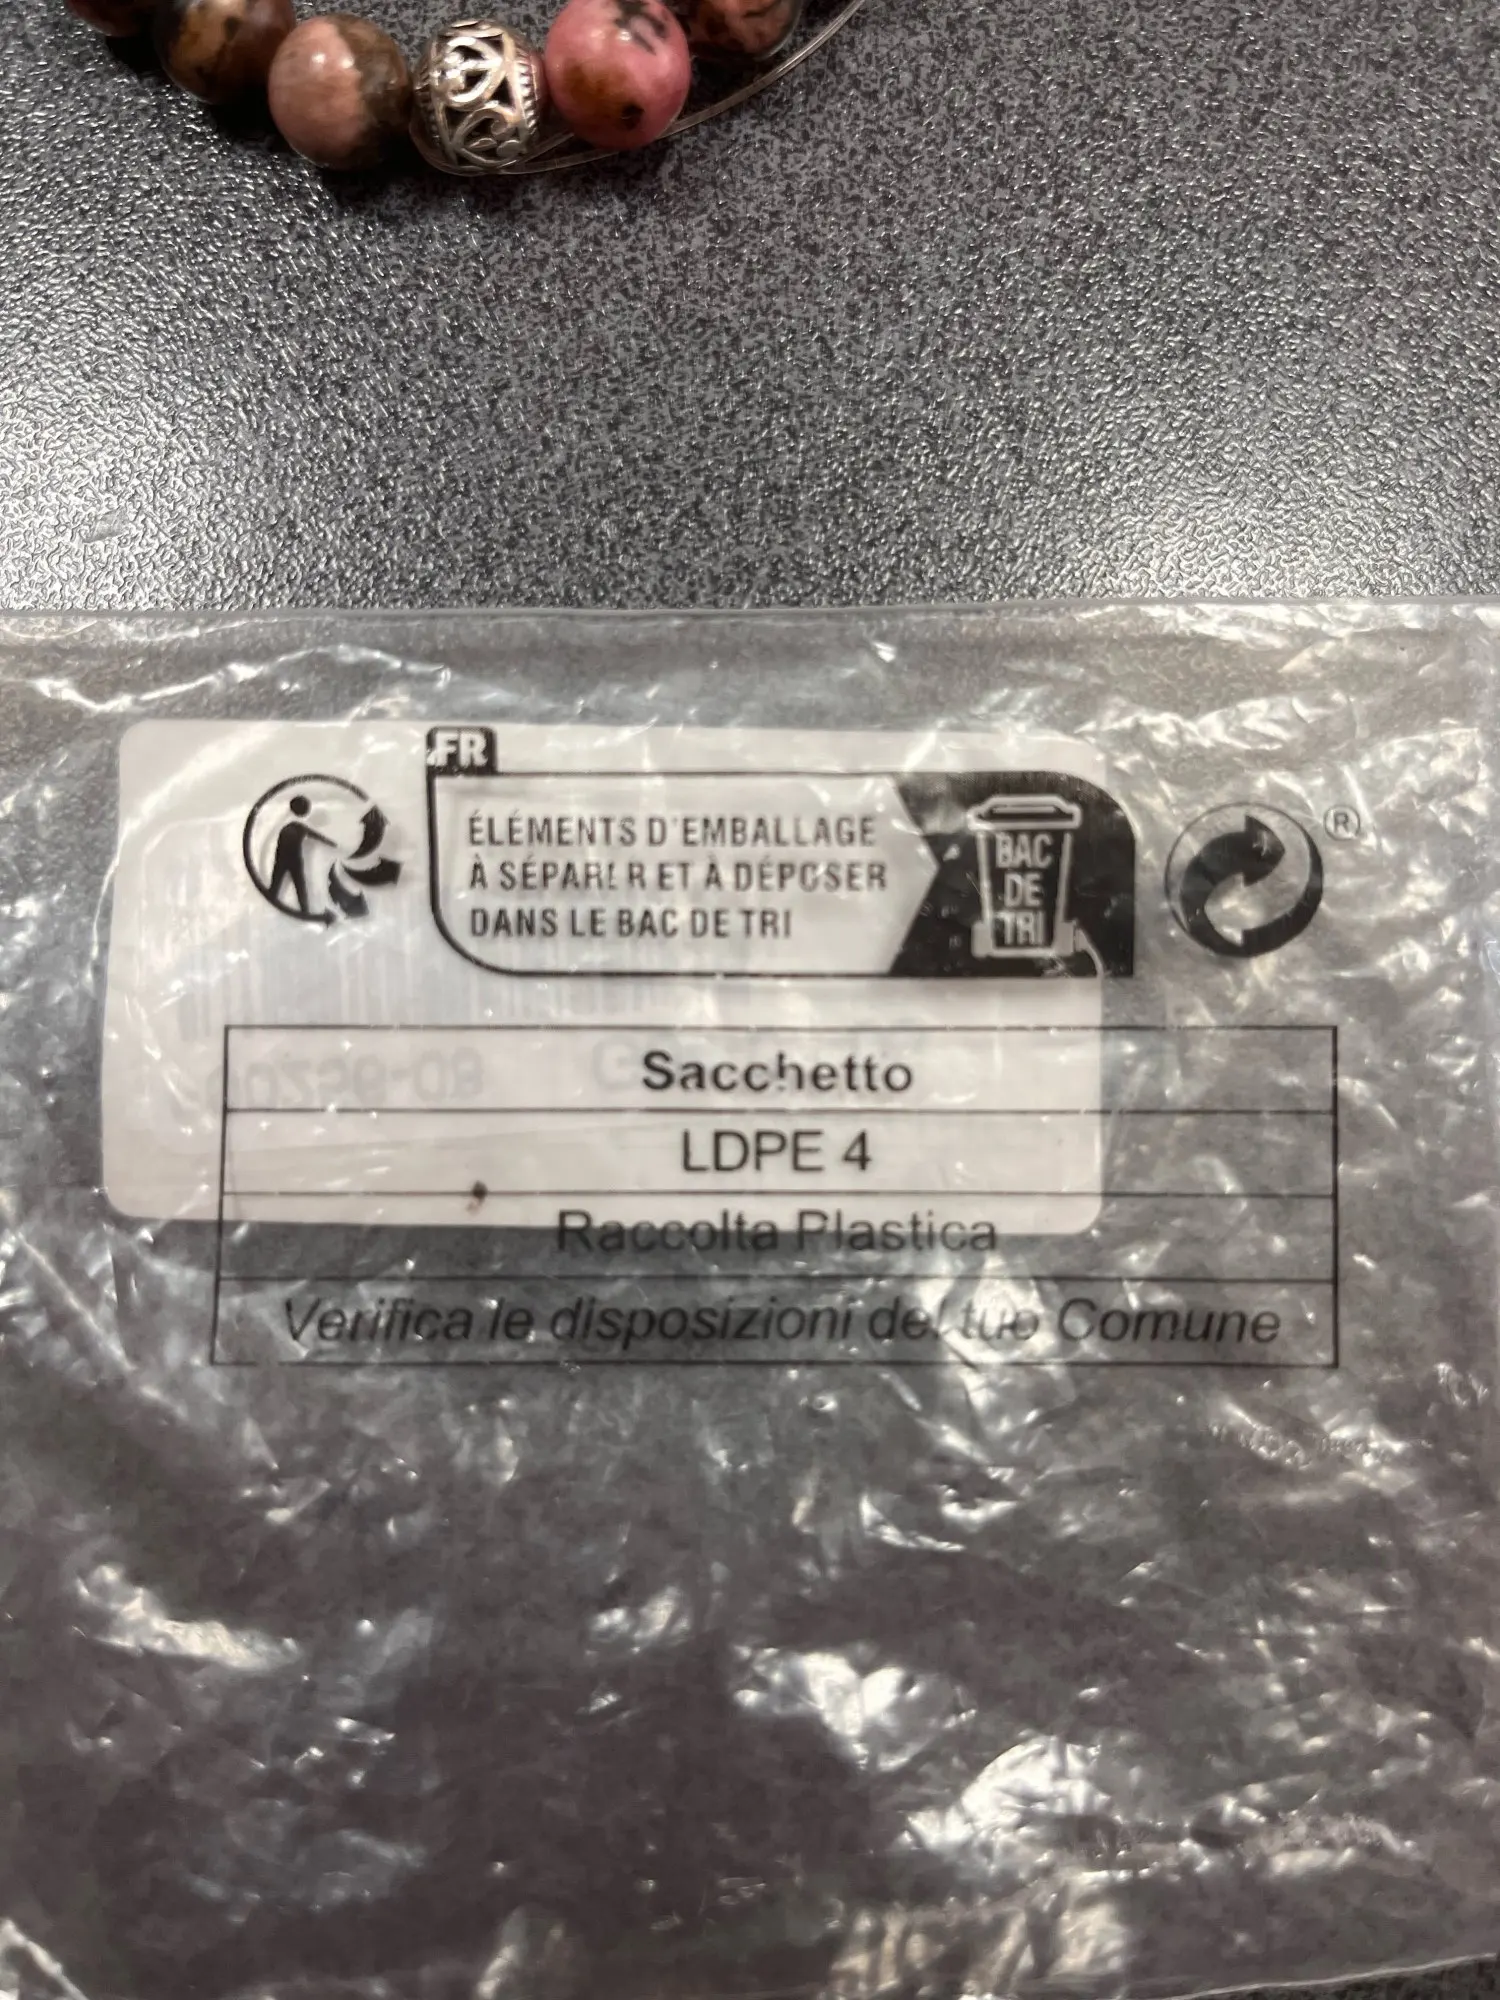 FR
ÉLÉMENTS D'EMBALLAGE
À SÉPARER ET À DÉPOSER
DANS LE BAC DE TRI
BAC
DE
TRI
®
Sacchetto
LDPE 4
Raccolta Plastica
Verifica le disposizioni del tuo Comune